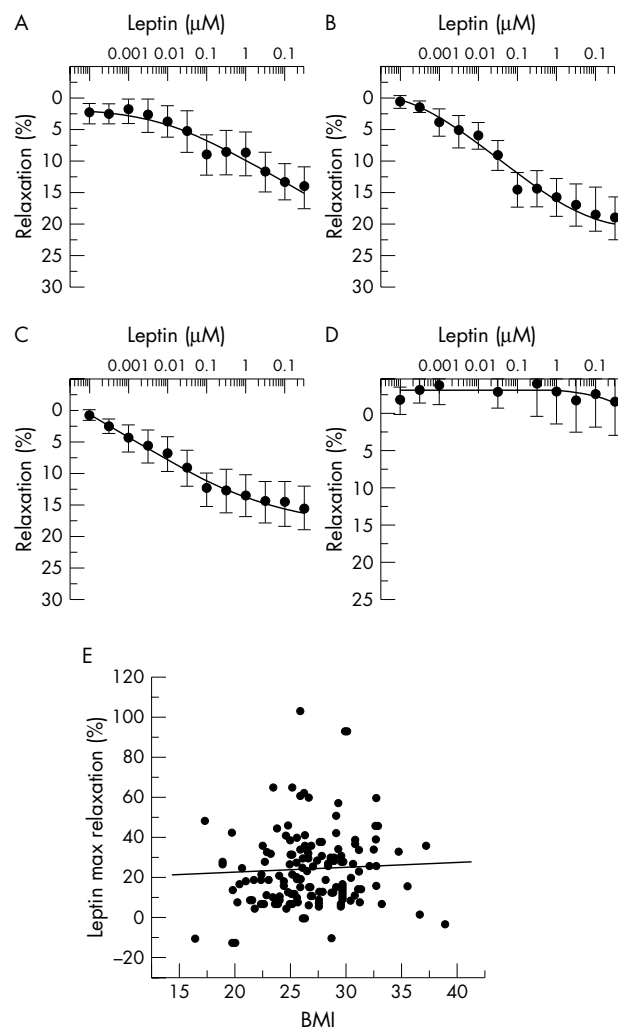 A
Leptin (μM)
0.001 0.01 0.1 1 0.1
0
5
10
15
20
25
30
Relaxation (%)
B
Leptin (μM)
0.001 0.01 0.1 1 0.1
0
5
10
15
20
25
30
Relaxation (%)
C
Leptin (μM)
0.001 0.01 0.1 1 0.1
0
5
10
15
20
25
30
Relaxation (%)
D
Leptin (μM)
0.001 0.01 0.1 1 0.1
0
5
10
15
20
25
Relaxation (%)
E
120
100
80
60
40
20
0
–20
Leptin max relaxation (%)
15 20 25 30 35 40
BMI